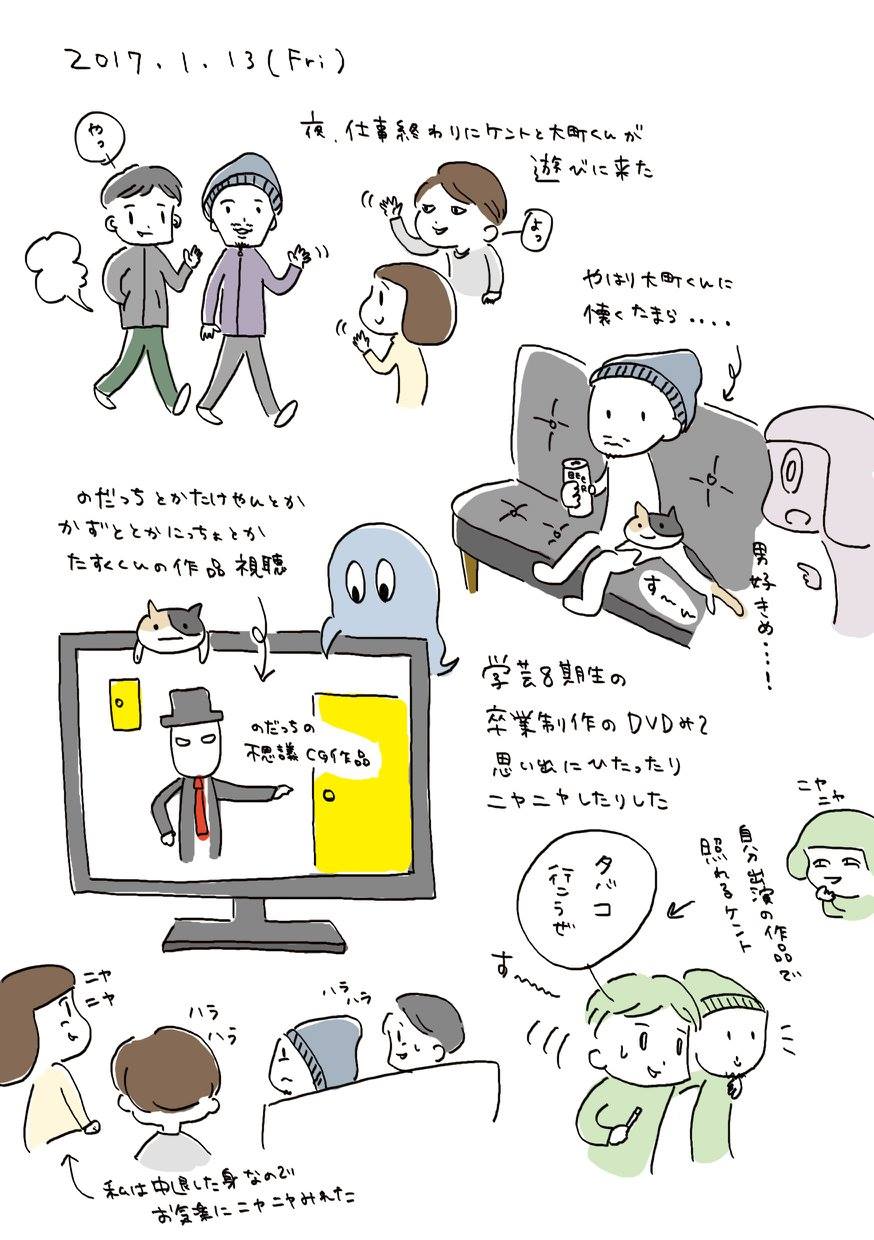 2017.1.13(Fri)
夜、仕事終わりにケントと大町くんが
遊びに来た
やっ
よっ
やはり大町くんに
懐くたまら・・・・
BEER
す〜〜
男好きめ・・・!
のだっちとかたけやんとか
かずととかにっちょとか
たすくくんの作品視聴
のだっちの
不思議CG作品
学芸8期生の
卒業制作のDVDみて
思い出にひたったり
ニヤニヤしたりした
ニヤ
ニヤ
自分出演の作品で
照れるケント
タバコ
行こうぜ
す〜〜〜
ニヤ
ニヤ
ハラ
ハラ
ハラ
ハラ
私は中退した身なので
お気楽にニヤニヤみれた